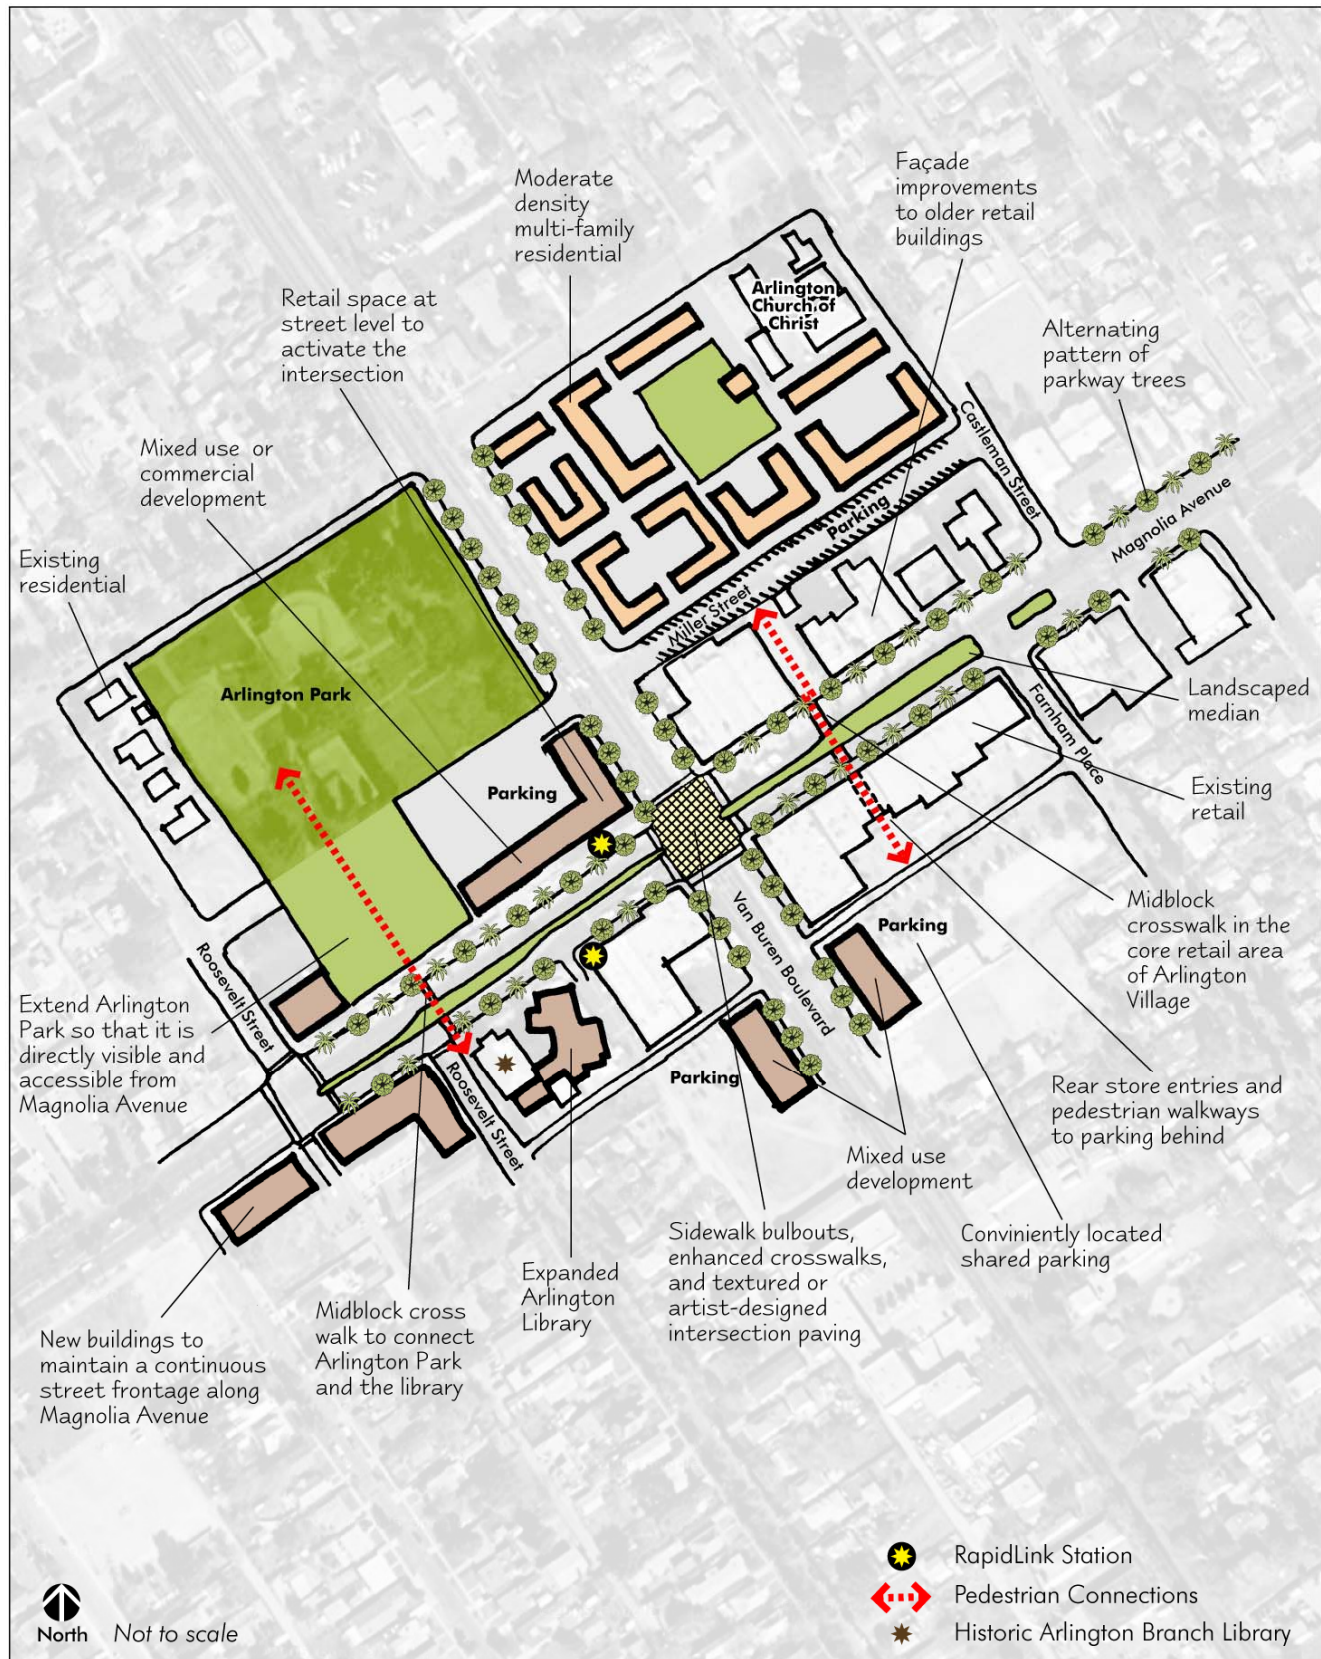 Façade
improvements
to older retail
buildings
Moderate
density
multi-family
residential
Arlington
Church of
Christ
Retail space at
street level to
activate the
intersection
Alternating
pattern of
parkway trees
Castleman Street
Mixed use or
commercial
development
Magnolia Avenue
Parking
Existing
residential
Miller Street
Arlington Park
Landscaped
median
Farnham Place
Parking
Existing
retail
Midblock
crosswalk in the
core retail area
of Arlington
Village
Van Buren Boulevard
Parking
Roosevelt Street
Extend Arlington
Park so that it is
directly visible and
accessible from
Magnolia Avenue
Parking
Roosevelt Street
Rear store entries and
pedestrian walkways
to parking behind
Mixed use
development
Sidewalk bulbouts,
enhanced crosswalks,
and textured or
artist-designed
intersection paving
Conviniently located
shared parking
Expanded
Arlington
Library
Midblock cross
walk to connect
Arlington Park
and the library
New buildings to
maintain a continuous
street frontage along
Magnolia Avenue
RapidLink Station
Pedestrian Connections
Historic Arlington Branch Library
North
Not to scale